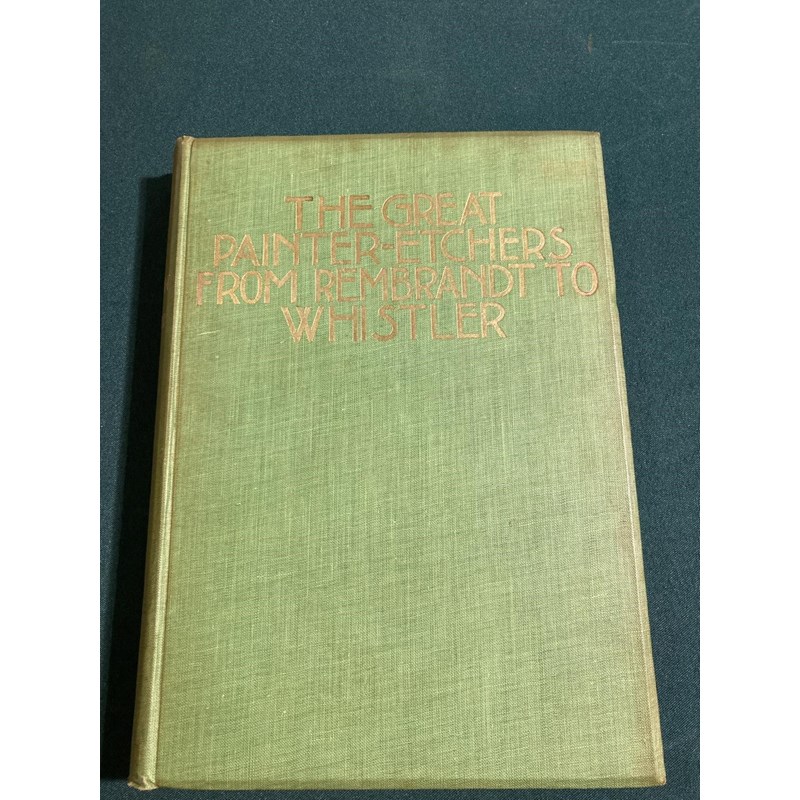 THE GREAT
PAINTER-ETCHERS
FROM REMBRANDT TO
WHISTLER